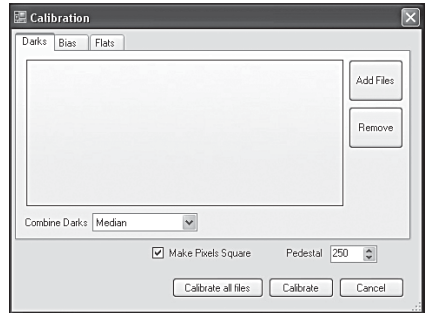 Calibration
Darks Bias Flats
Add Files
Remove
Combine Darks Median
Make Pixels Square Pedestal 250
Calibrate all files Calibrate Cancel